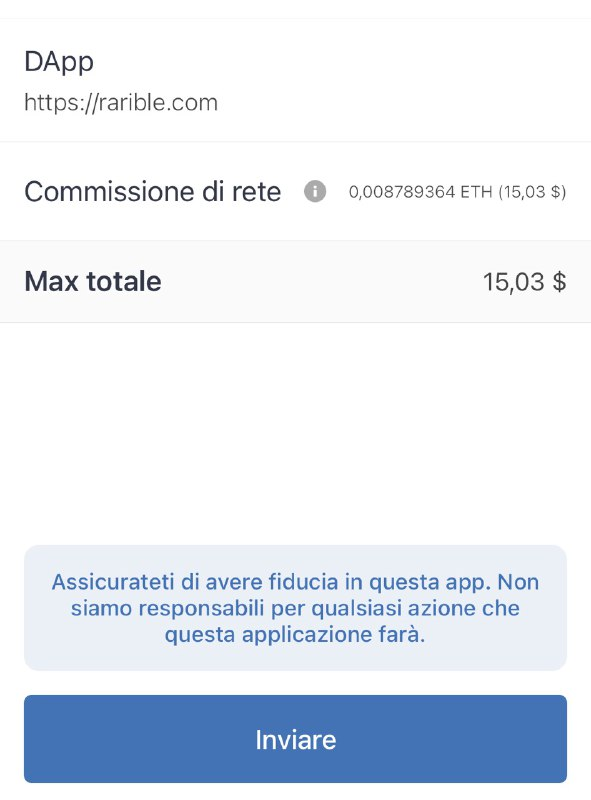 DApp
https://rarible.com
Commissione di rete i 0,008789364 ETH (15,03 $)
Max totale 15,03 $
Assicurateti di avere fiducia in questa app. Non
siamo responsabili per qualsiasi azione che
questa applicazione farà.
Inviare